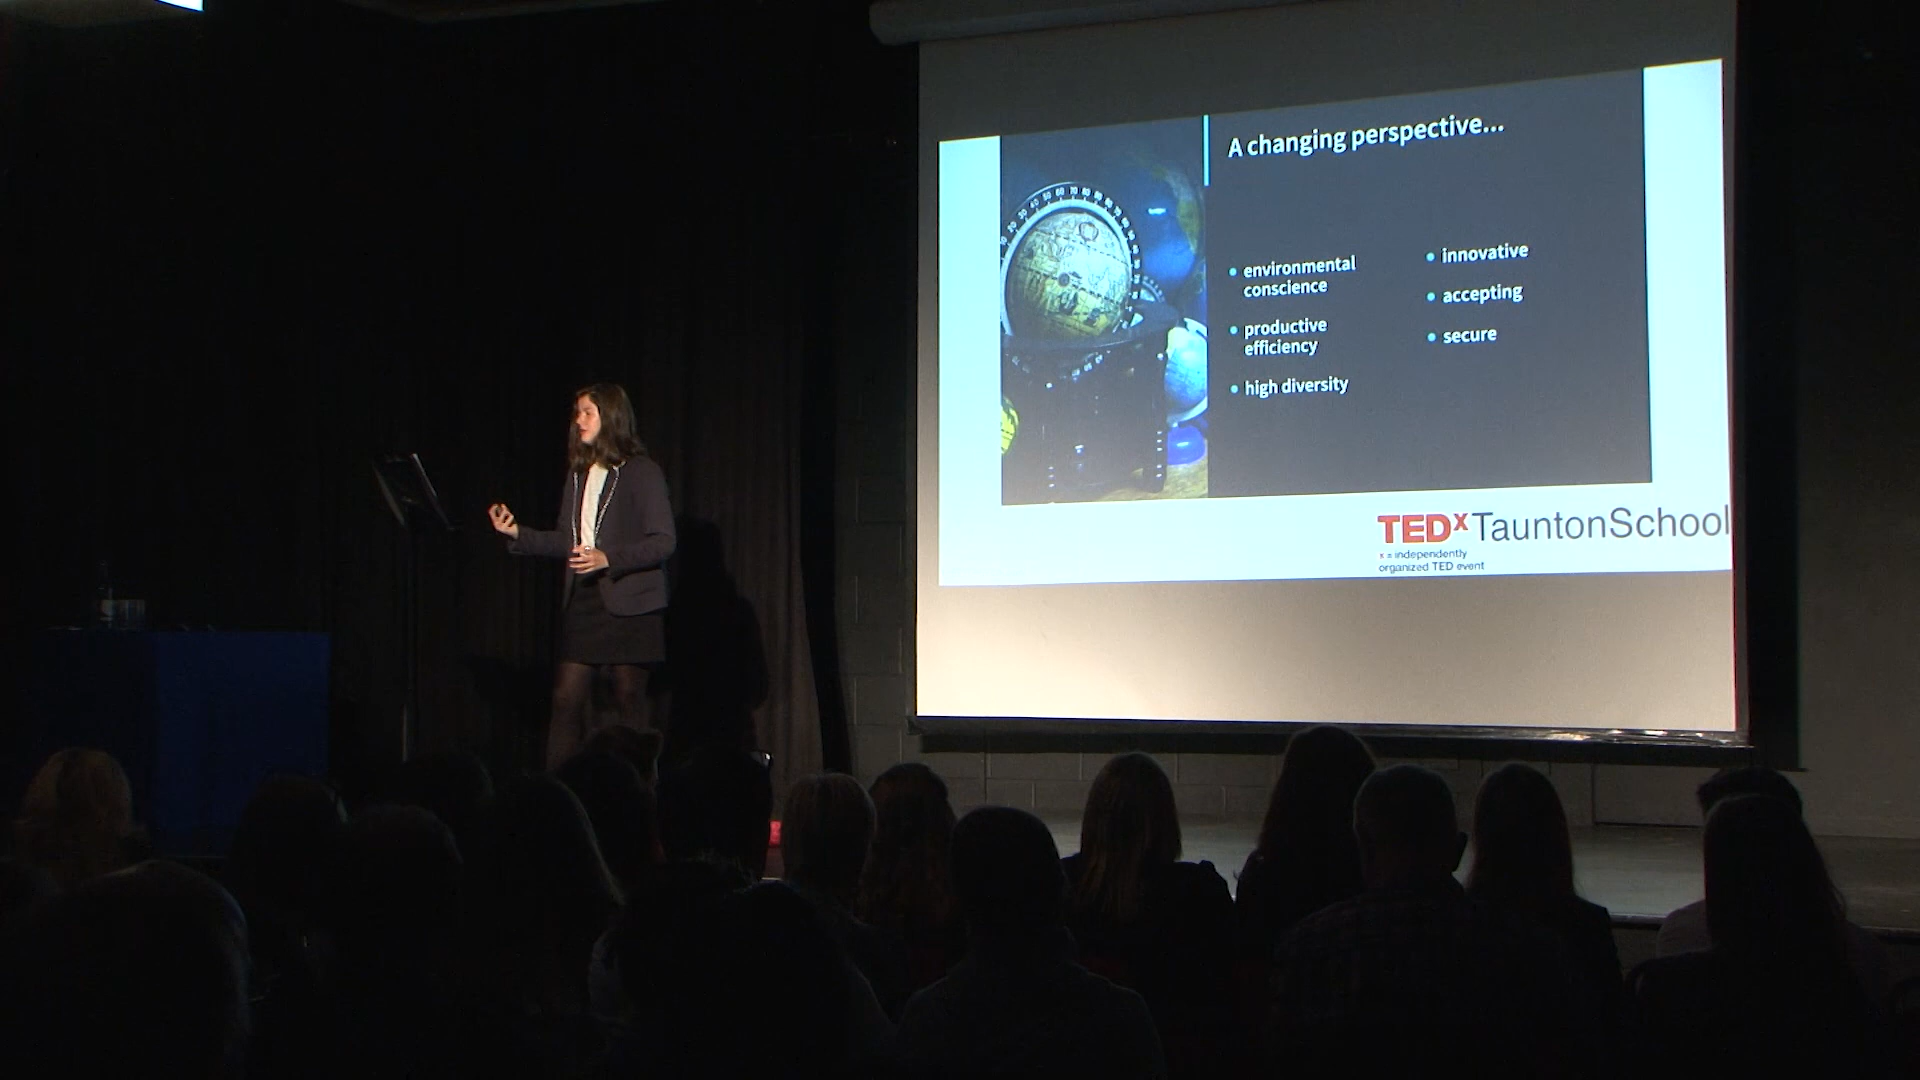 A changing perspective...
• environmental
conscience
• productive
efficiency
• high diversity
• innovative
• accepting
• secure
TEDxTauntonSchool
x = independently
organized TED event